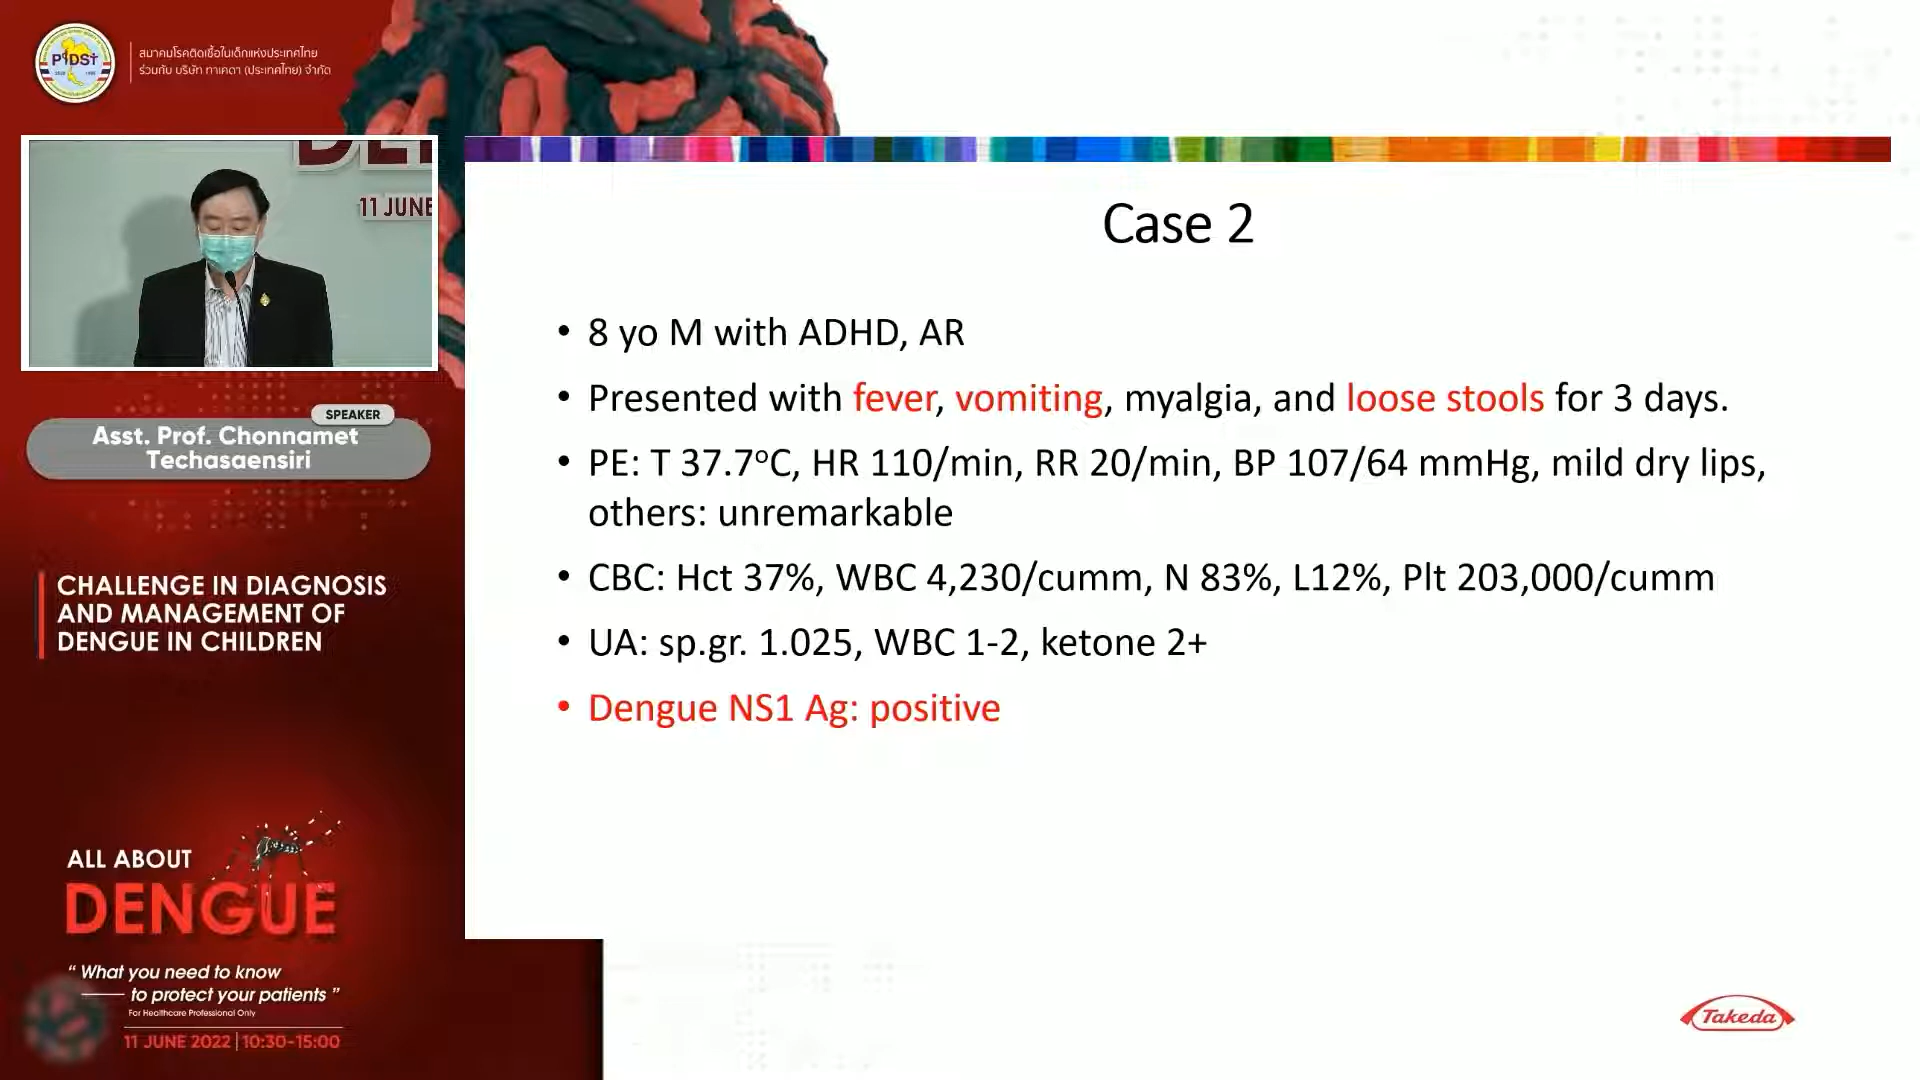 PIDST
สมาคมโรคติดเชื้อในเด็กแห่งประเทศไทย
ร่วมกับ บริษัท ทาเคดา (ประเทศไทย) จำกัด
11 JUNE
SPEAKER
Asst. Prof. Chonnamet
Techasaensiri
CHALLENGE IN DIAGNOSIS
AND MANAGEMENT OF
DENGUE IN CHILDREN
ALL ABOUT
DENGUE
“ What you need to know
to protect your patients ”
For Healthcare Professional Only
11 JUNE 2022 | 10:30-15:00
Case 2
• 8 yo M with ADHD, AR
• Presented with fever, vomiting, myalgia, and loose stools for 3 days.
• PE: T 37.7°C, HR 110/min, RR 20/min, BP 107/64 mmHg, mild dry lips,
others: unremarkable
• CBC: Hct 37%, WBC 4,230/cumm, N 83%, L12%, Plt 203,000/cumm
• UA: sp.gr. 1.025, WBC 1-2, ketone 2+
• Dengue NS1 Ag: positive
Takeda